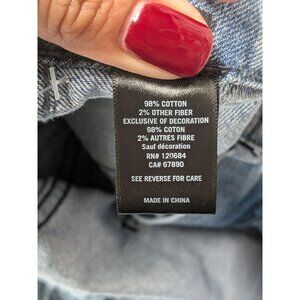 98% COTTON
2% OTHER FIBER
EXCLUSIVE OF DECORATION
98% COTON
2% AUTRES FIBRE
Sauf décoration
RN# 120684
CA# 67890
SEE REVERSE FOR CARE
MADE IN CHINA